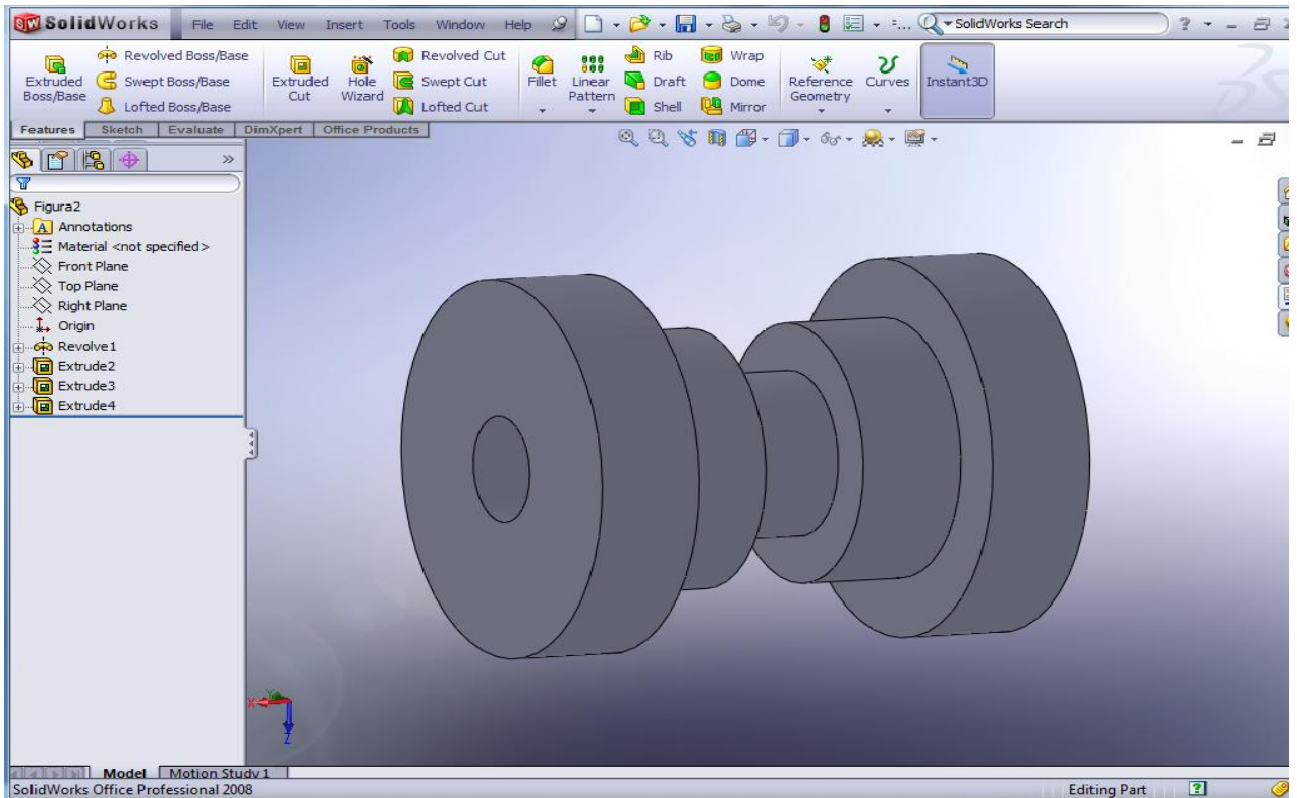 SolidWorks File Edit View Insert Tools Window Help SolidWorks Search
Extruded Boss/Base
Revolved Boss/Base
Swept Boss/Base
Lofted Boss/Base
Extruded Cut
Hole Wizard
Revolved Cut
Swept Cut
Lofted Cut
Fillet
Linear Pattern
Rib
Draft
Shell
Wrap
Dome
Mirror
Reference Geometry
Curves
Instant3D
Features Sketch Evaluate DimXpert Office Products
Figura2
Annotations
Material <not specified>
Front Plane
Top Plane
Right Plane
Origin
Revolve1
Extrude2
Extrude3
Extrude4
X Y
Z
Model Motion Study 1
SolidWorks Office Professional 2008 Editing Part